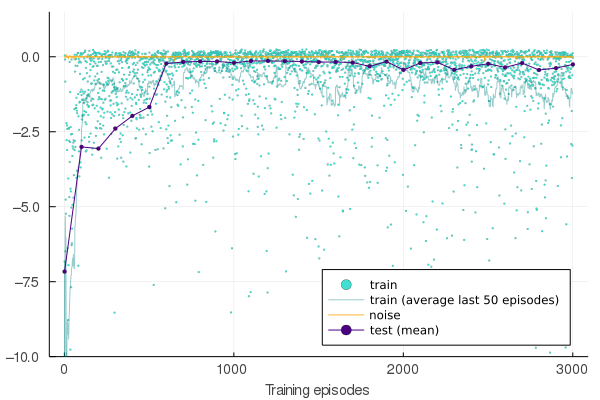 0.0
−2.5
−5.0
−7.5
−10.0
0
1000
2000
3000
Training episodes
train
train (average last 50 episodes)
noise
test (mean)